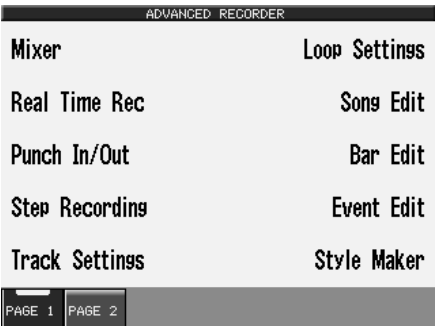 ADVANCED RECORDER
Mixer Loop Settings
Real Time Rec Song Edit
Punch In/Out Bar Edit
Step Recording Event Edit
Track Settings Style Maker
PAGE 1 PAGE 2